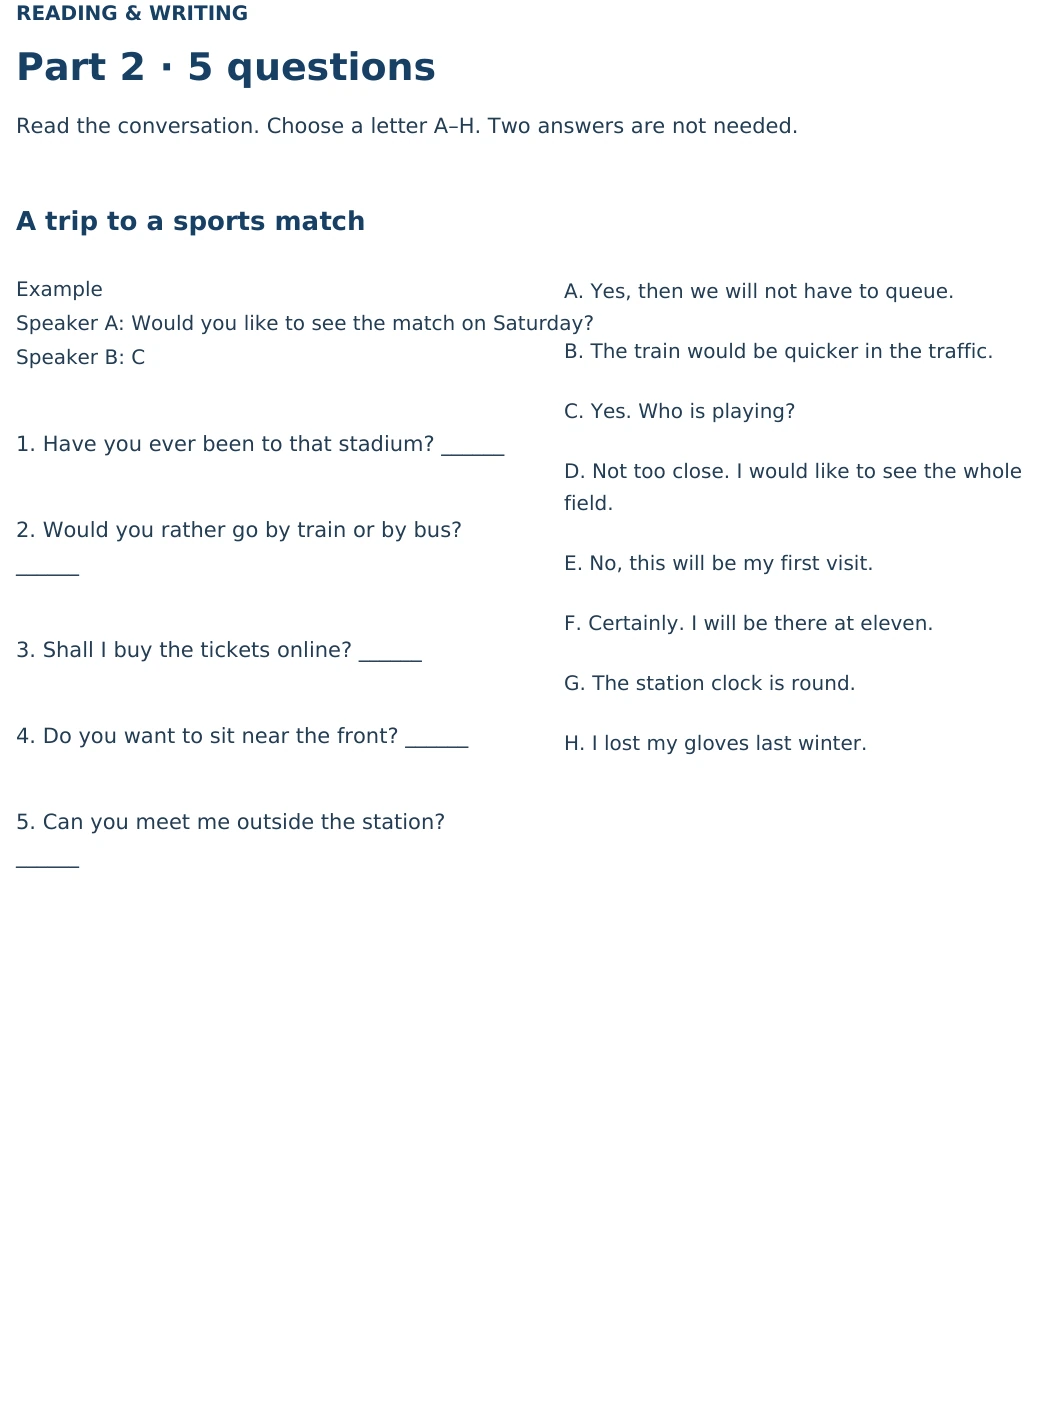 READING & WRITING
Part 2 · 5 questions
Read the conversation. Choose a letter A–H. Two answers are not needed.
A trip to a sports match
Example
Speaker A: Would you like to see the match on Saturday?
Speaker B: C
1. Have you ever been to that stadium? ______
2. Would you rather go by train or by bus?
______
3. Shall I buy the tickets online? ______
4. Do you want to sit near the front? ______
5. Can you meet me outside the station?
______
A. Yes, then we will not have to queue.
B. The train would be quicker in the traffic.
C. Yes. Who is playing?
D. Not too close. I would like to see the whole
field.
E. No, this will be my first visit.
F. Certainly. I will be there at eleven.
G. The station clock is round.
H. I lost my gloves last winter.